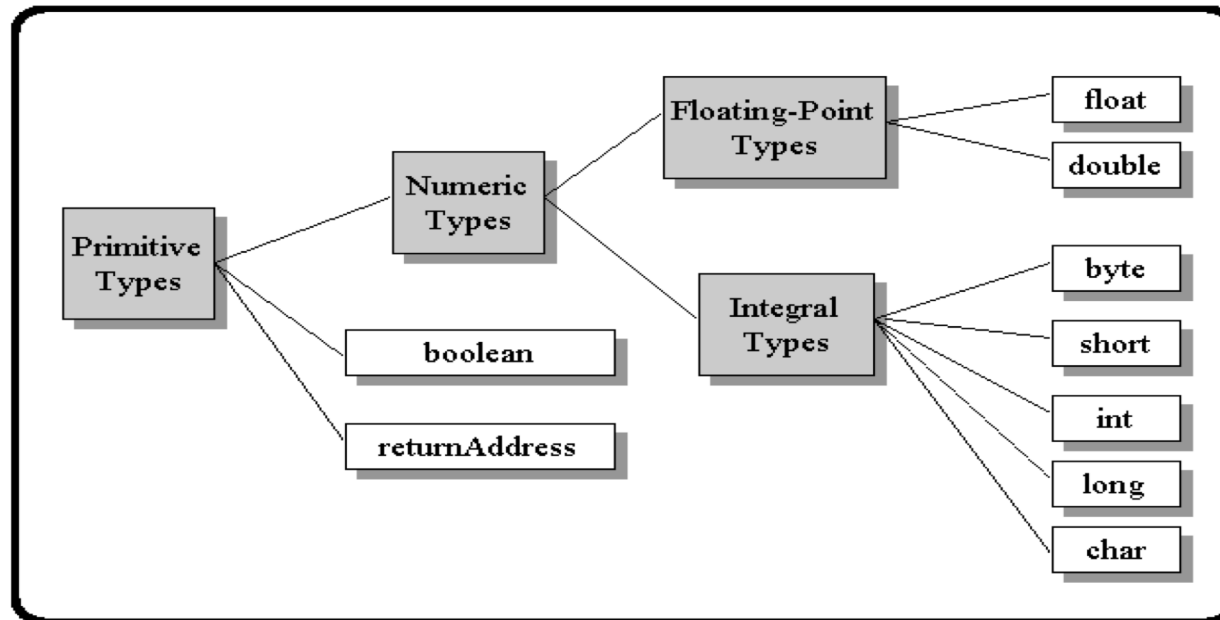 Primitive
Types
Numeric
Types
boolean
returnAddress
Floating-Point
Types
Integral
Types
float
double
byte
short
int
long
char